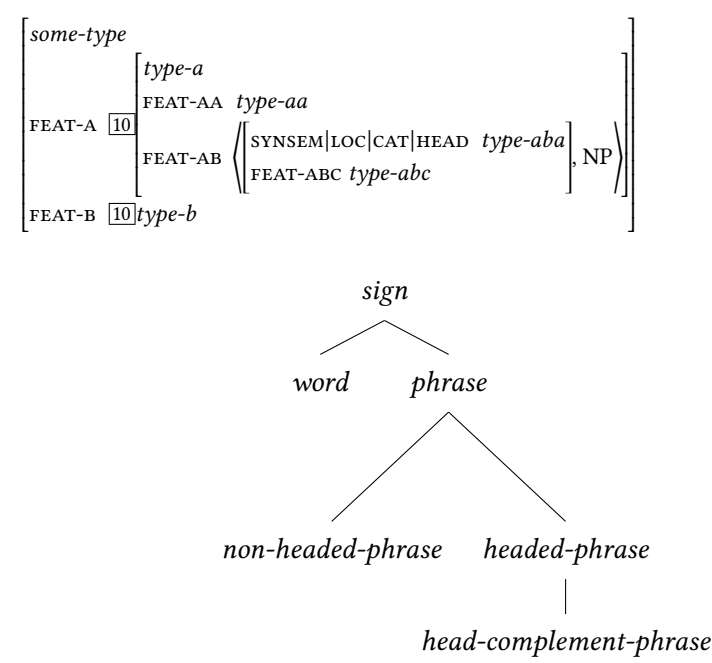 some-type
type-a
FEAT-AA type-aa
FEAT-A 10
SYNSEM|LOC|CAT|HEAD type-aba
FEAT-AB ⟨ , NP⟩
FEAT-ABC type-abc
FEAT-B 10 type-b
sign
word phrase
non-headed-phrase headed-phrase
head-complement-phrase